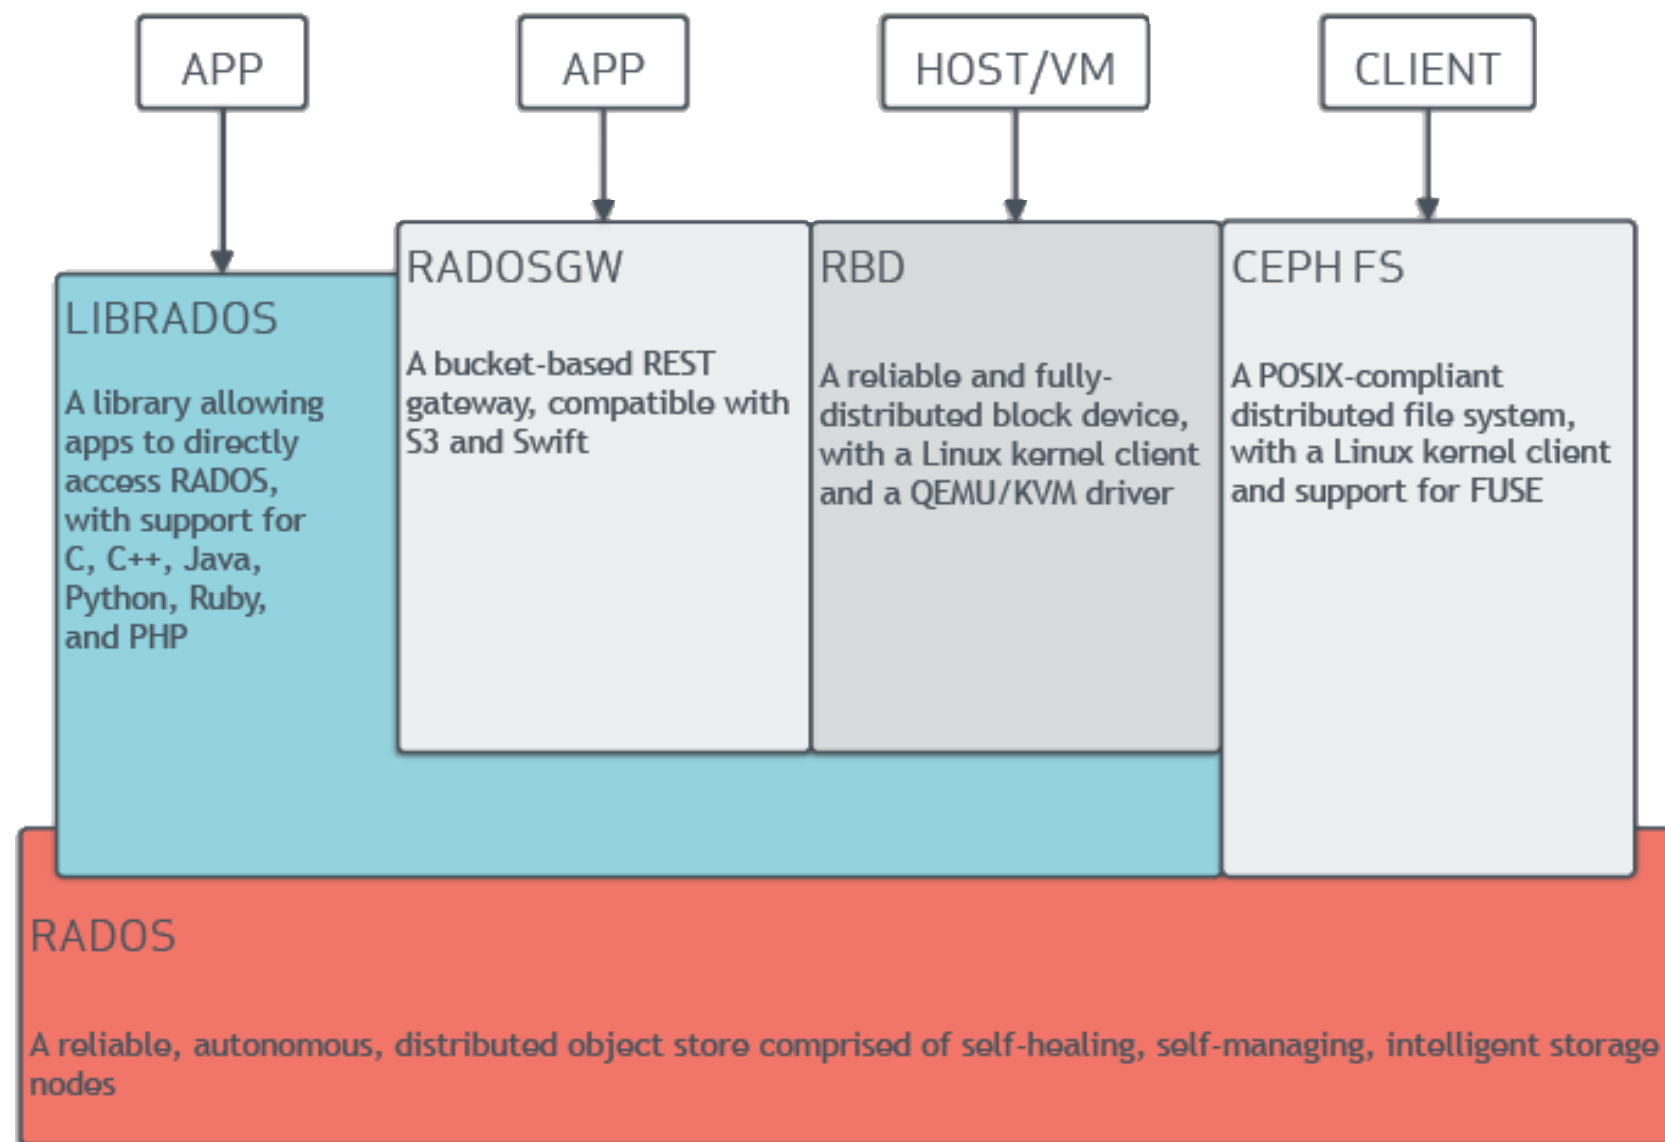 APP
APP
HOST/VM
CLIENT
LIBRADOS
A library allowing
apps to directly
access RADOS,
with support for
C, C++, Java,
Python, Ruby,
and PHP
RADOSGW
A bucket-based REST
gateway, compatible with
S3 and Swift
RBD
A reliable and fully-
distributed block device,
with a Linux kernel client
and a QEMU/KVM driver
CEPH FS
A POSIX-compliant
distributed file system,
with a Linux kernel client
and support for FUSE
RADOS
A reliable, autonomous, distributed object store comprised of self-healing, self-managing, intelligent storage
nodes